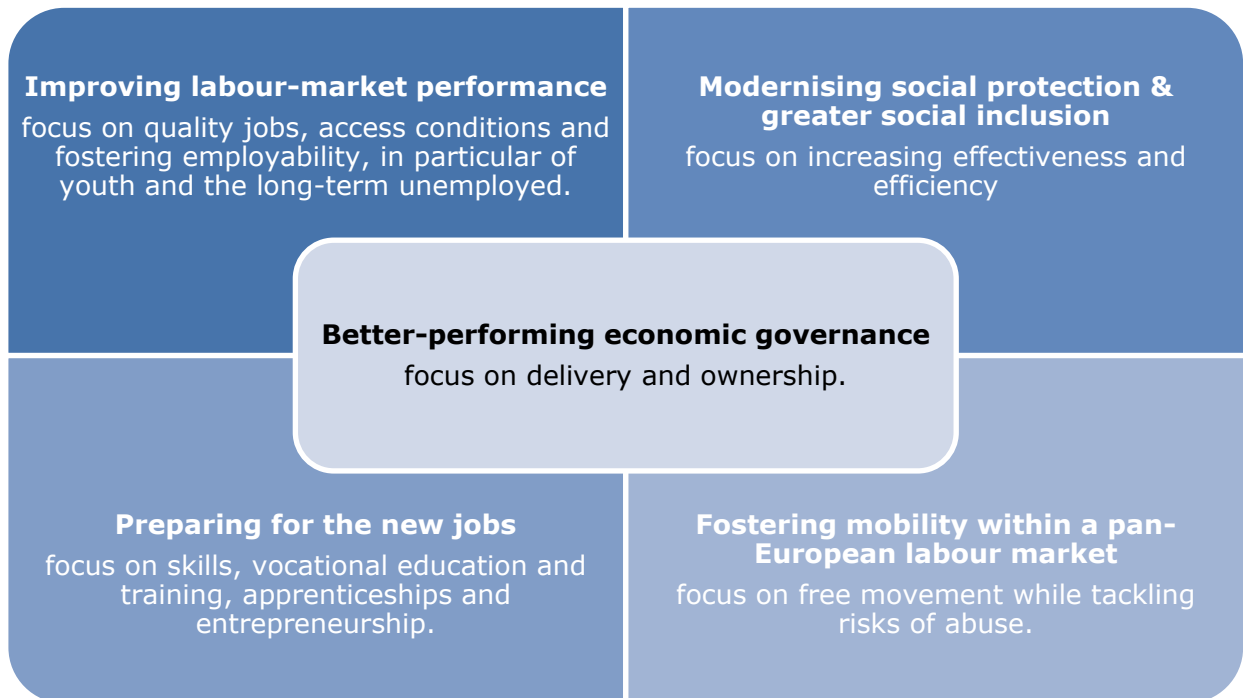 Improving labour-market performance
focus on quality jobs, access conditions and
fostering employability, in particular of
youth and the long-term unemployed.
Modernising social protection &
greater social inclusion
focus on increasing effectiveness and
efficiency
Better-performing economic governance
focus on delivery and ownership.
Preparing for the new jobs
focus on skills, vocational education and
training, apprenticeships and
entrepreneurship.
Fostering mobility within a pan-
European labour market
focus on free movement while tackling
risks of abuse.